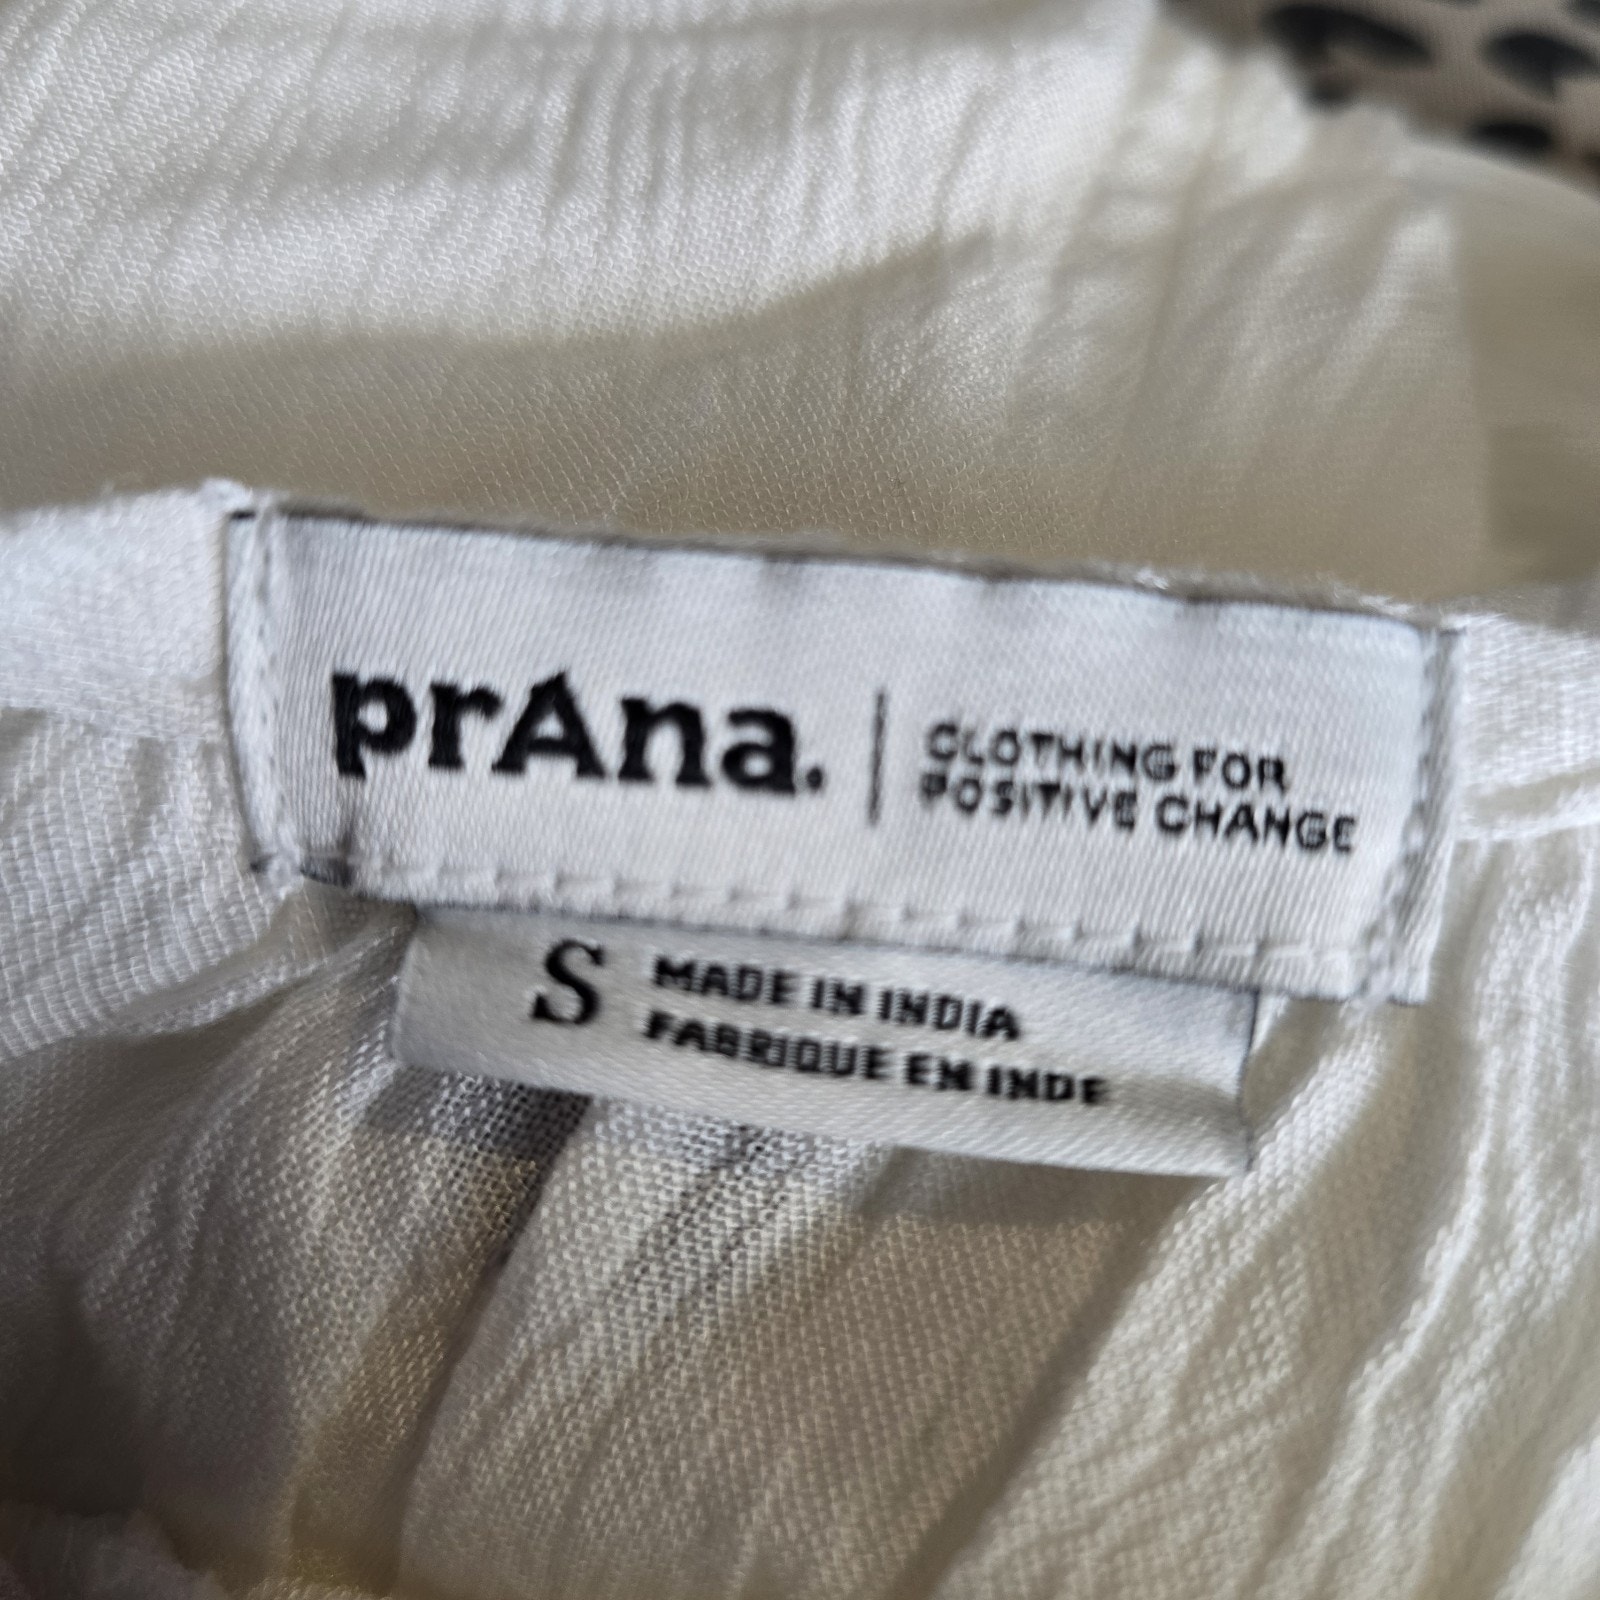 prAna. | CLOTHING FOR
POSITIVE CHANGE
S MADE IN INDIA
FABRIQUE EN INDE